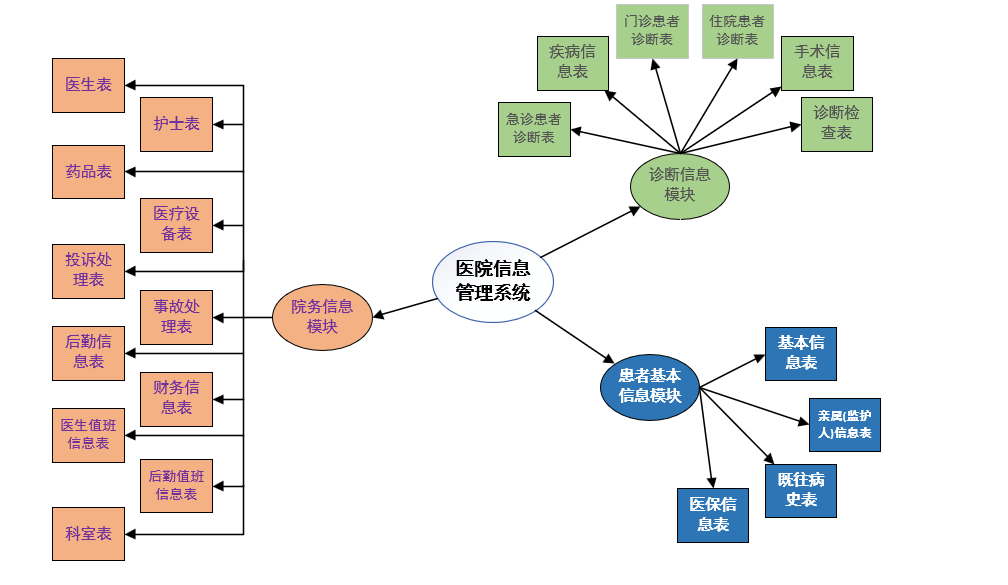 门诊患者
诊断表
住院患者
诊断表
疾病信
息表
手术信
息表
急诊患者
诊断表
诊断检
查表
诊断信息
模块
医生表
护士表
药品表
医疗设
备表
投诉处
理表
事故处
理表
后勤信
息表
财务信
息表
医生值班
信息表
后勤值班
信息表
科室表
院务信息
模块
医院信息
管理系统
患者基本
信息模块
基本信
息表
亲属(监护
人)信息表
既往病
史表
医保信
息表